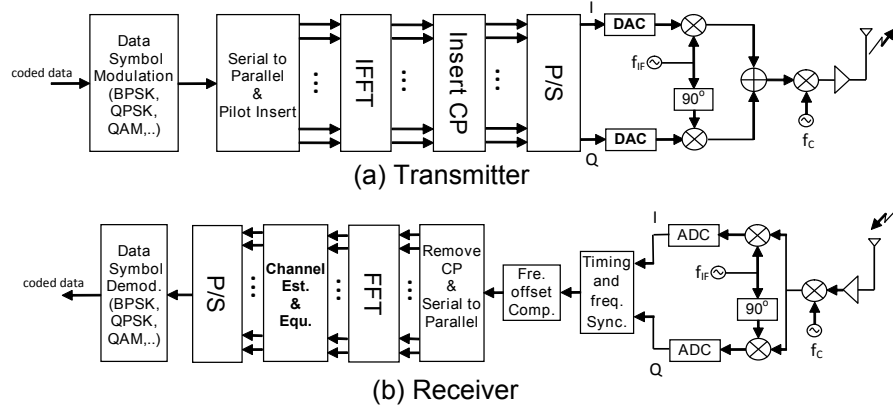 coded data
Data
Symbol
Modulation
(BPSK,
QPSK,
QAM,..)
Serial to
Parallel
&
Pilot Insert
...
...
IFFT
...
...
Insert CP
...
...
P/S
I
Q
DAC
DAC
fIF
90°
fC
(a) Transmitter
coded data
Data
Symbol
Demod.
(BPSK,
QPSK,
QAM,..)
P/S
...
Channel
Est.
&
Equ.
...
FFT
...
Remove
CP
&
Serial to
Parallel
Fre.
offset
Comp.
Timing
and
freq.
Sync.
I
Q
ADC
ADC
fIF
90°
fC
(b) Receiver